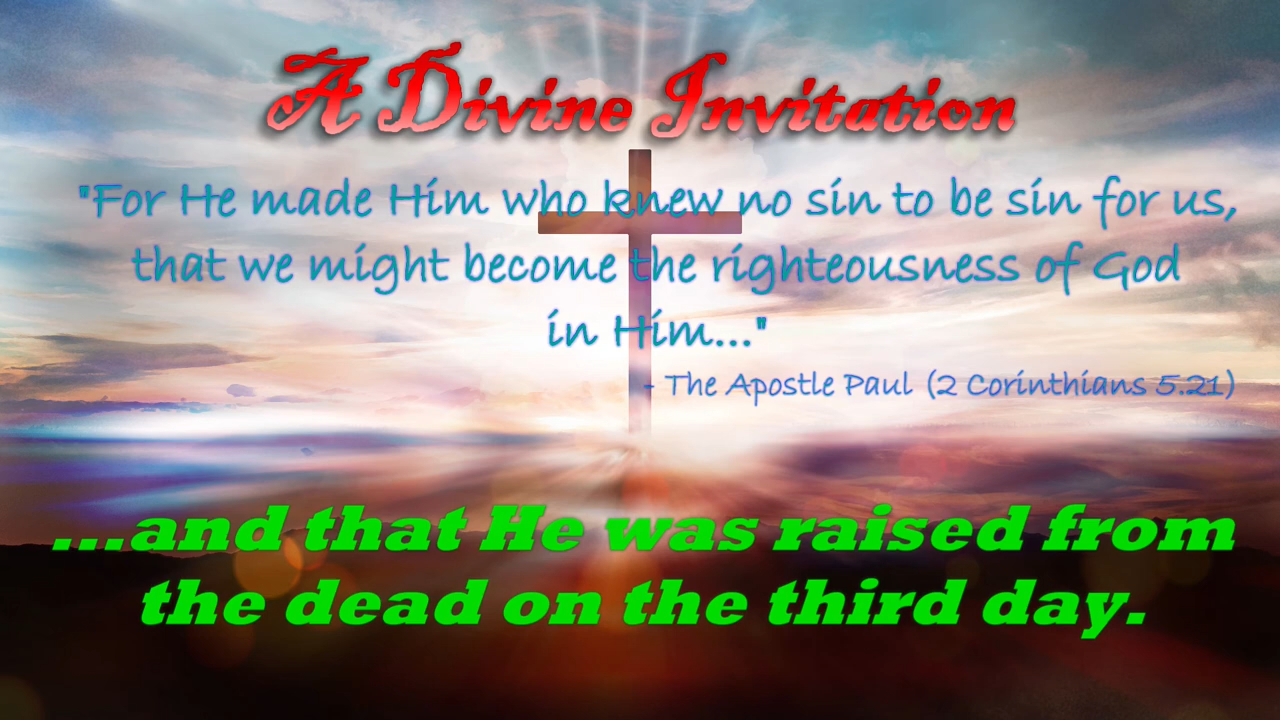 A Divine Invitation
"For He made Him who knew no sin to be sin for us,
that we might become the righteousness of God
in Him..."
- The Apostle Paul (2 Corinthians 5.21)
...and that He was raised from
the dead on the third day.